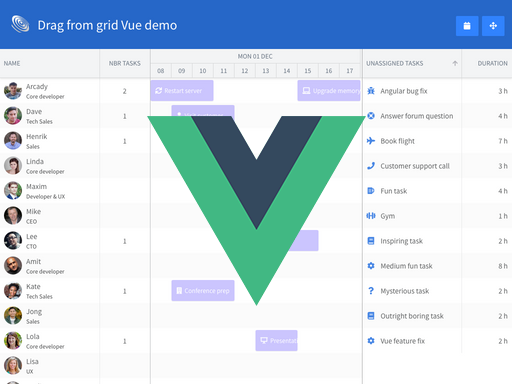 Drag from grid Vue demo
NAME
NBR TASKS
MON 01 DEC
08 09 10 11 12 13 14 15 16 17
UNASSIGNED TASKS
DURATION
Arcady
Core developer
2
Restart server
Upgrade memory
Angular bug fix
3 h
Dave
Tech Sales
1
Answer forum question
4 h
Henrik
Sales
1
Book flight
7 h
Linda
Core developer
Customer support call
3 h
Maxim
Developer & UX
Fun task
4 h
Mike
CEO
Gym
1 h
Lee
CTO
1
Inspiring task
2 h
Amit
Core developer
Medium fun task
8 h
Kate
Tech Sales
1
Conference prep
Mysterious task
2 h
Jong
Sales
Outright boring task
2 h
Lola
Core developer
1
Presentat
Vue feature fix
2 h
Lisa
UX